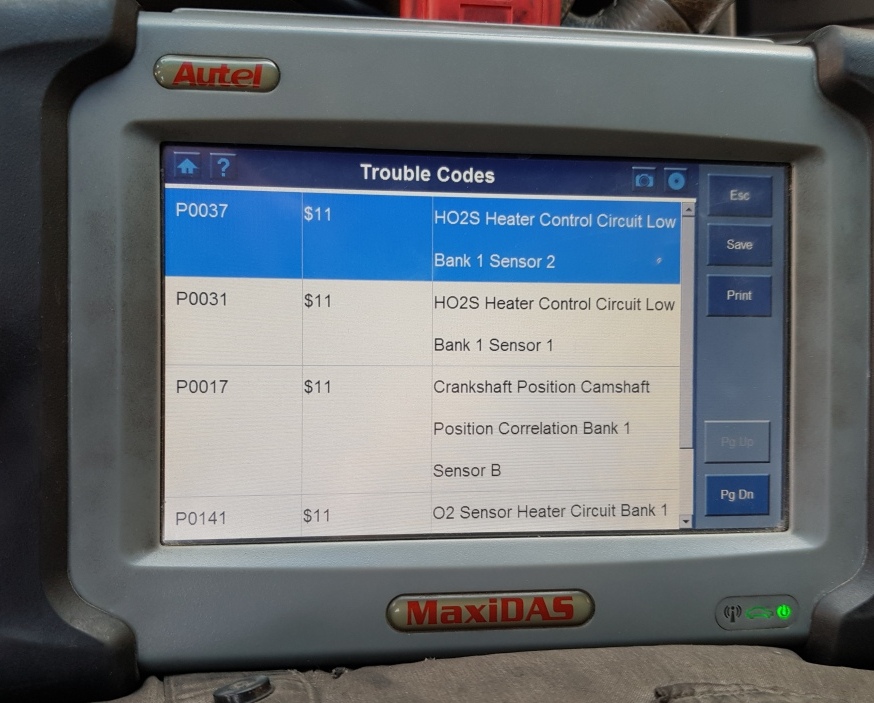 Autel
?
Trouble Codes
Esc
Save
Print
Pg Up
Pg Dn
P0037 $11 HO2S Heater Control Circuit Low
Bank 1 Sensor 2
P0031 $11 HO2S Heater Control Circuit Low
Bank 1 Sensor 1
P0017 $11 Crankshaft Position Camshaft
Position Correlation Bank 1
Sensor B
P0141 $11 O2 Sensor Heater Circuit Bank 1
MaxiDAS